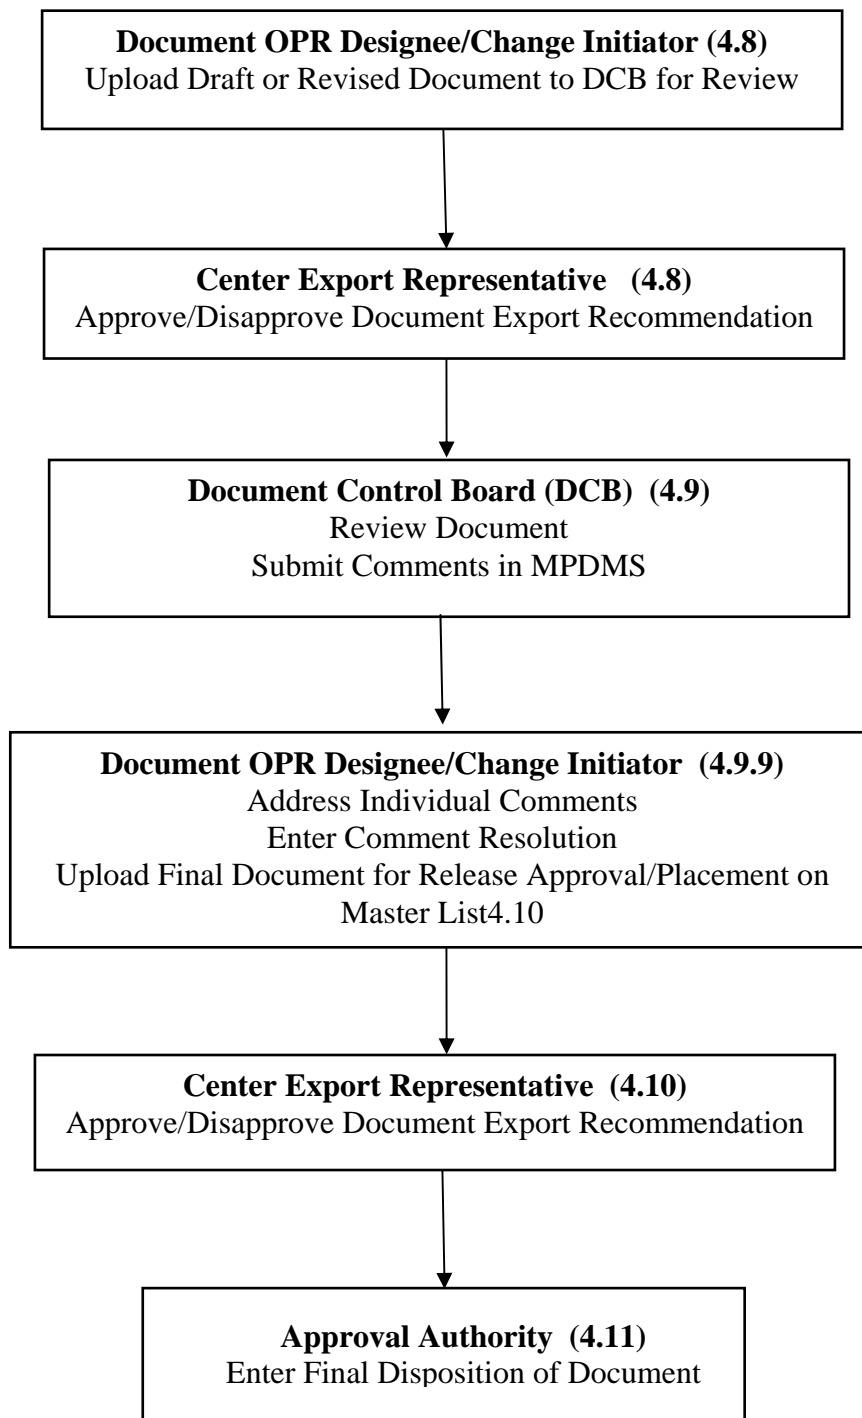 Document OPR Designee/Change Initiator (4.8)
Upload Draft or Revised Document to DCB for Review
Center Export Representative (4.8)
Approve/Disapprove Document Export Recommendation
Document Control Board (DCB) (4.9)
Review Document
Submit Comments in MPDMS
Document OPR Designee/Change Initiator (4.9.9)
Address Individual Comments
Enter Comment Resolution
Upload Final Document for Release Approval/Placement on
Master List4.10
Center Export Representative (4.10)
Approve/Disapprove Document Export Recommendation
Approval Authority (4.11)
Enter Final Disposition of Document